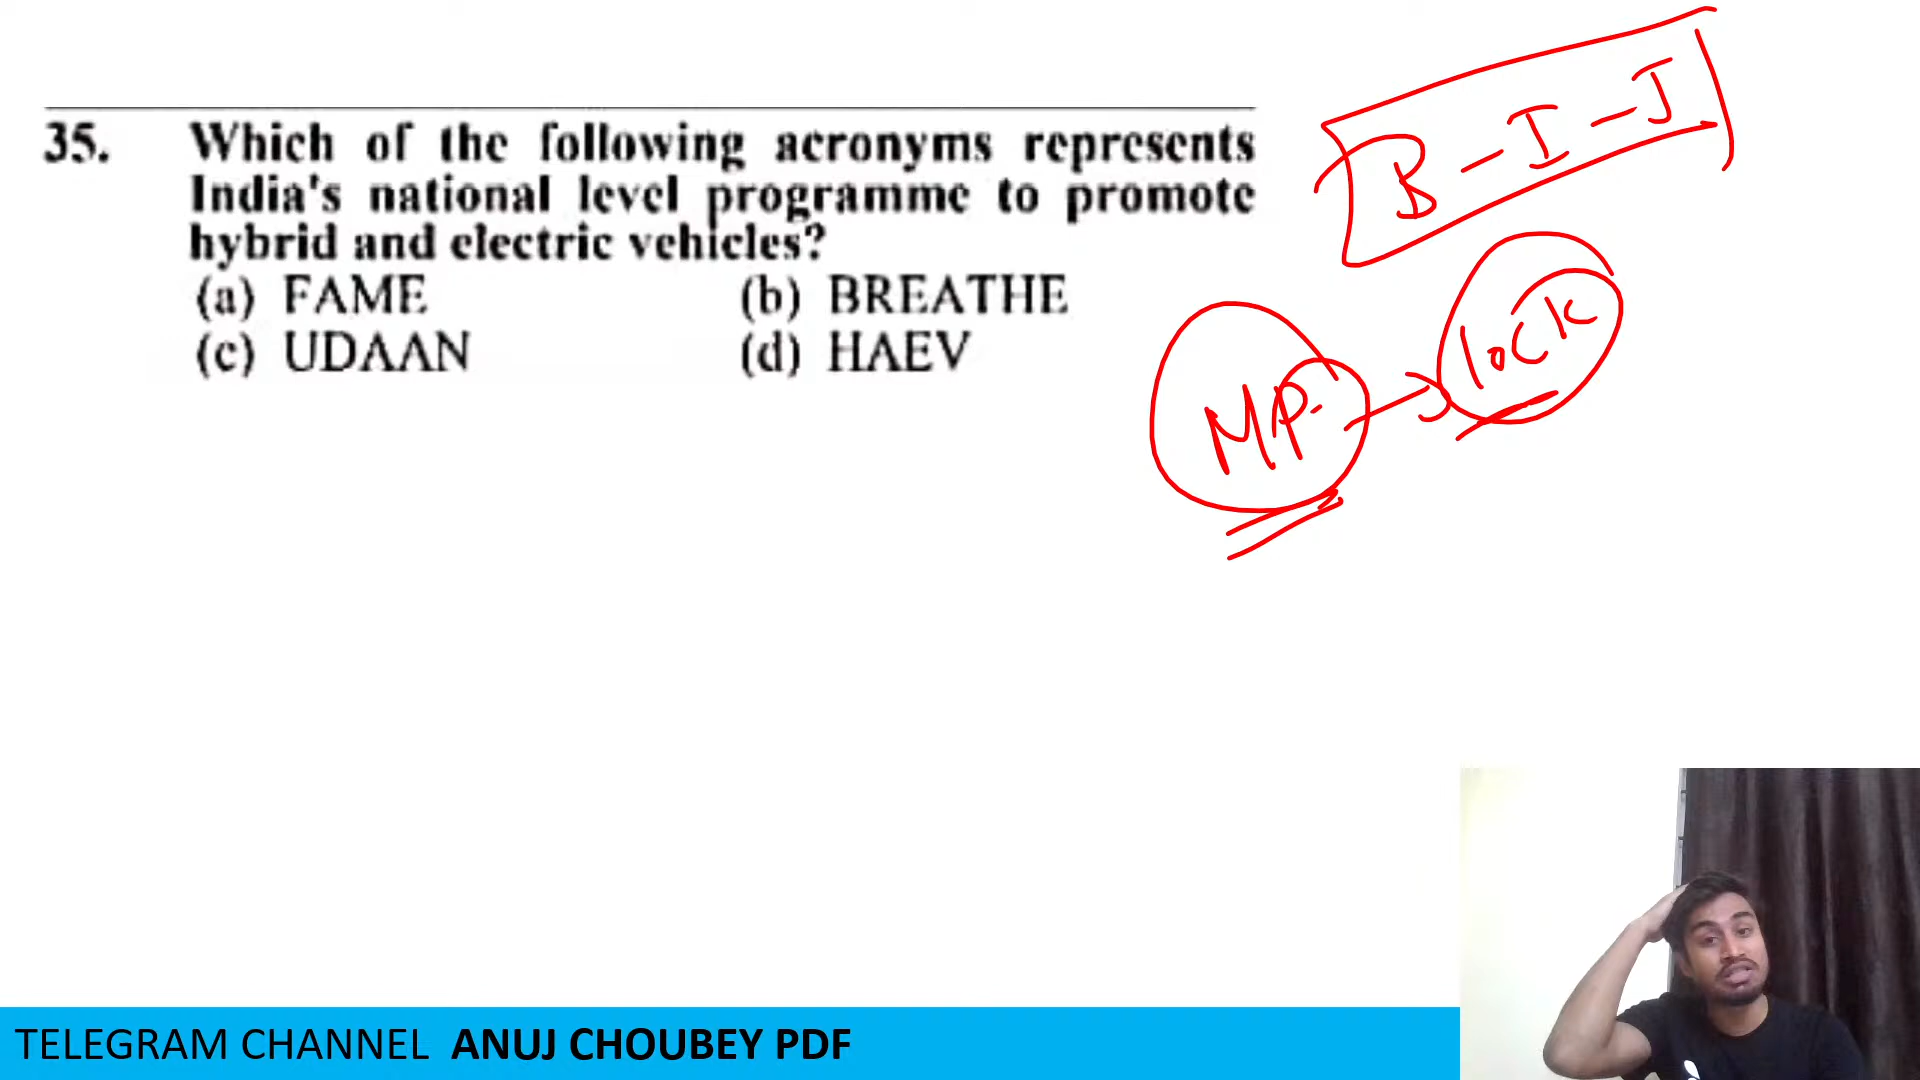 35. Which of the following acronyms represents
India's national level programme to promote
hybrid and electric vehicles?
(a) FAME (b) BREATHE
(c) UDAAN (d) HAEV
B-I-J
MP. lock
TELEGRAM CHANNEL ANUJ CHOUBEY PDF